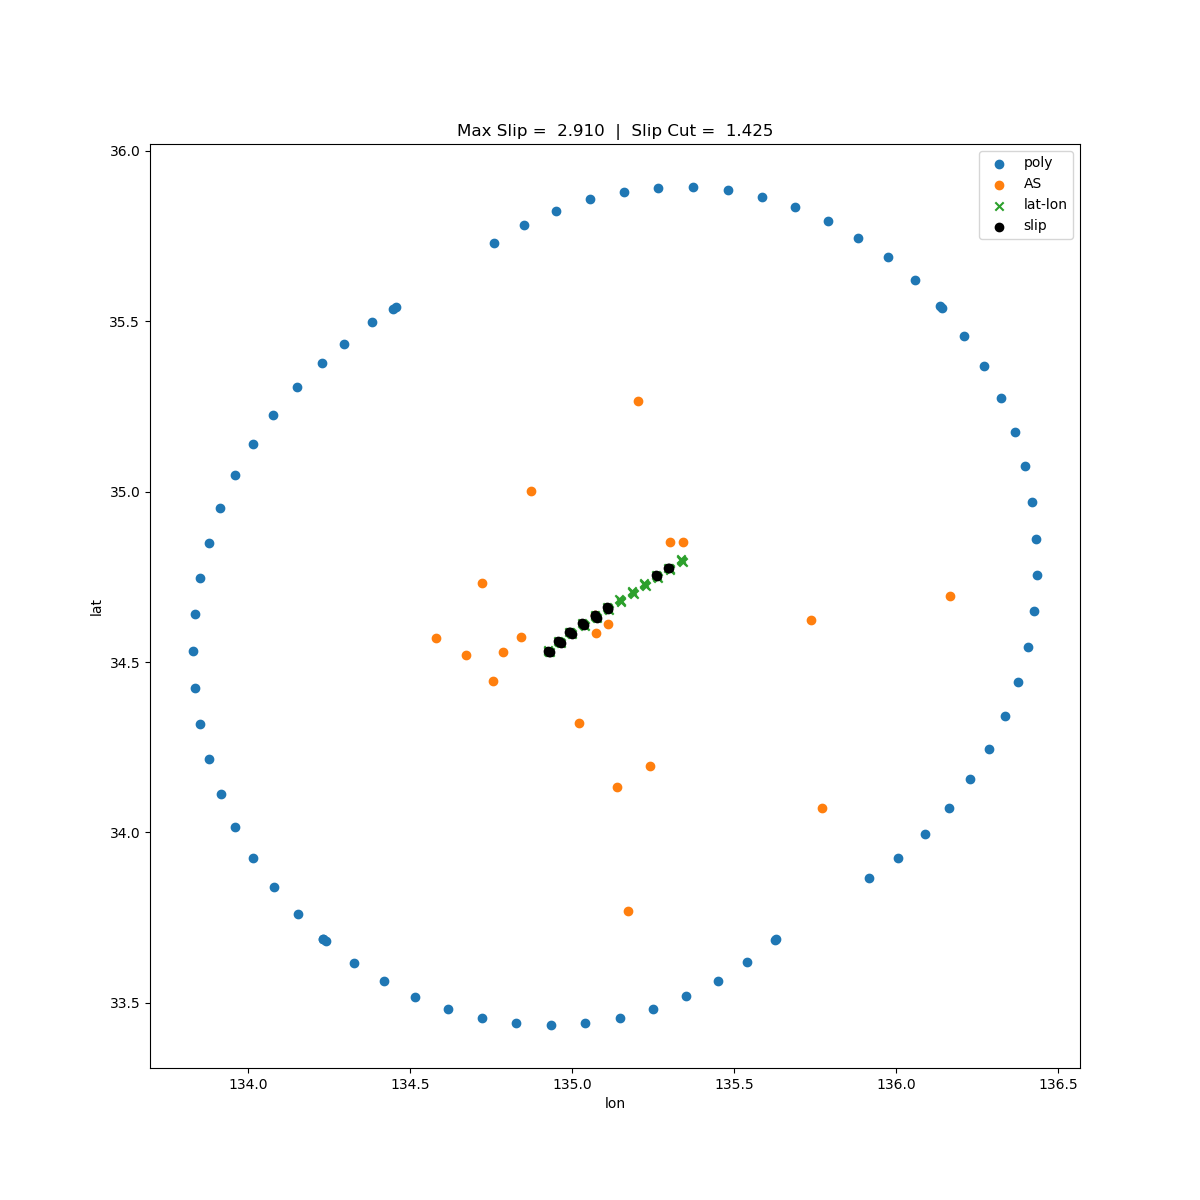 Max Slip =  2.910  |  Slip Cut =  1.425
poly
AS
lat-lon
slip
36.0
35.5
35.0
34.5
34.0
33.5
lat
134.0 134.5 135.0 135.5 136.0 136.5
lon